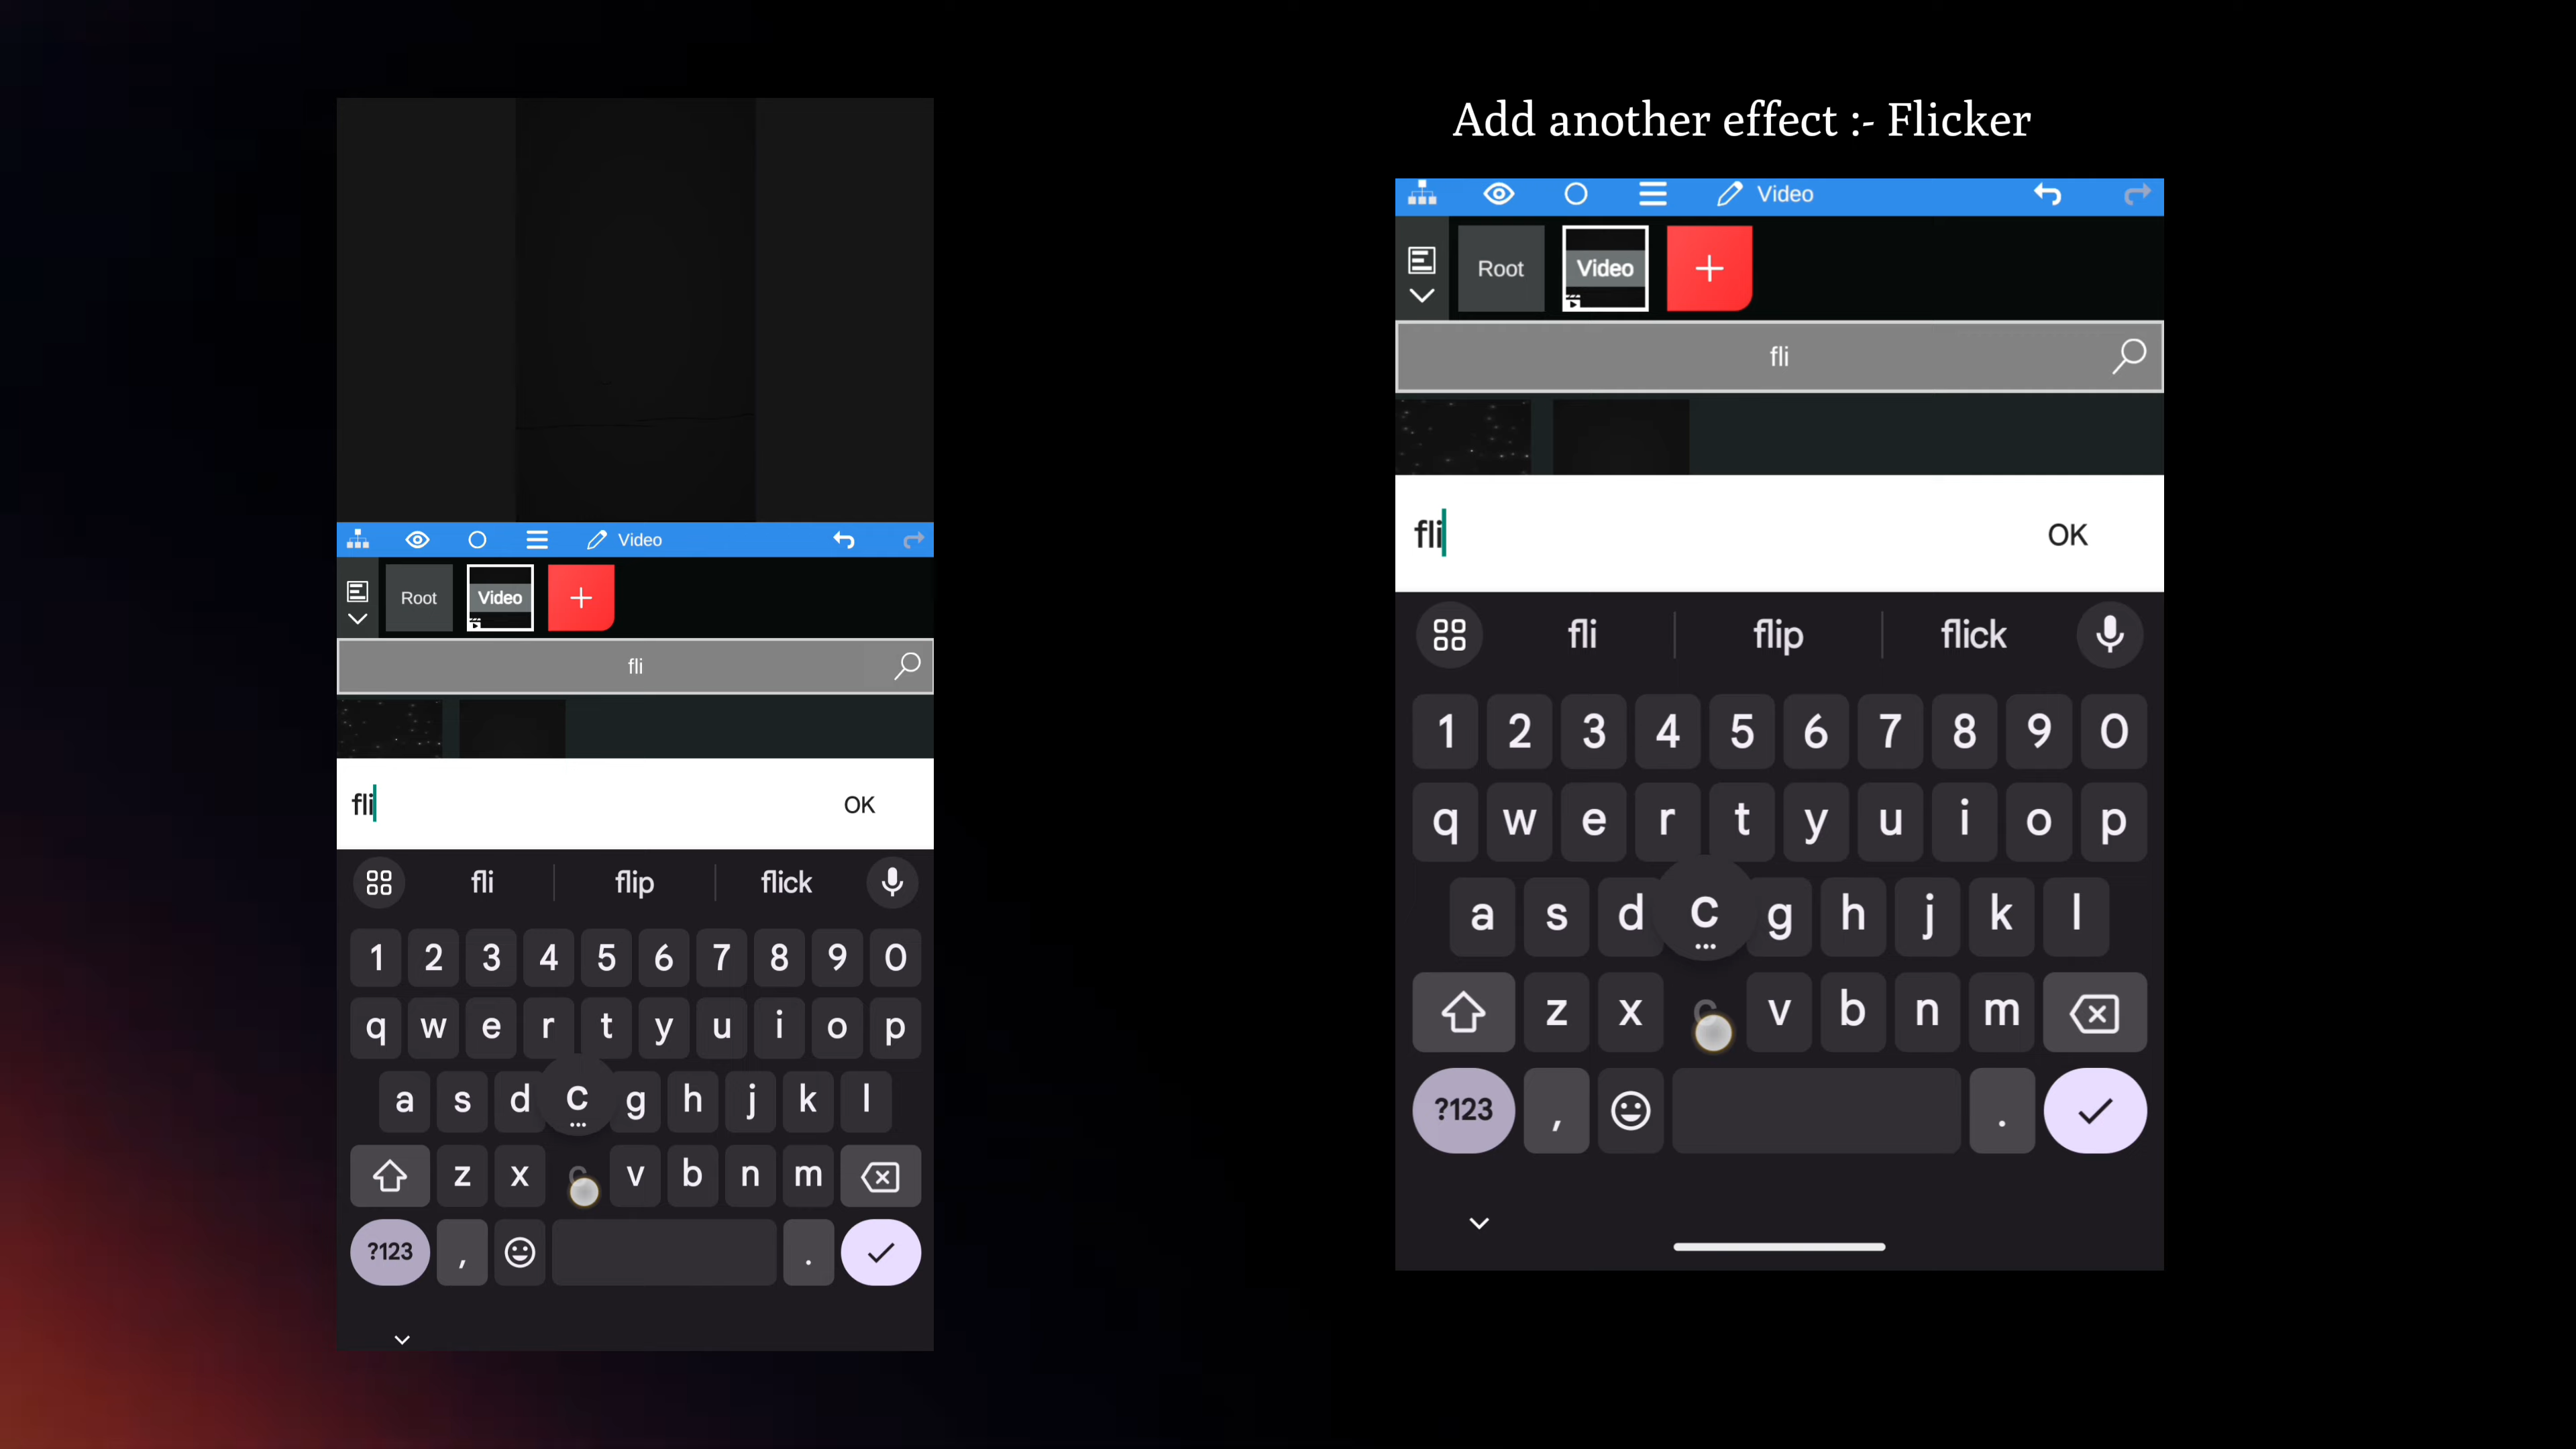 Add another effect :- Flicker
Video
Root Video +
fli
fli OK
fli flip flick
1 2 3 4 5 6 7 8 9 0
q w e r t y u i o p
a s d c g h j k l
z x c v b n m
?123 , .
Video
Root Video +
fli
fli OK
fli flip flick
1 2 3 4 5 6 7 8 9 0
q w e r t y u i o p
a s d c g h j k l
z x c v b n m
?123 , .